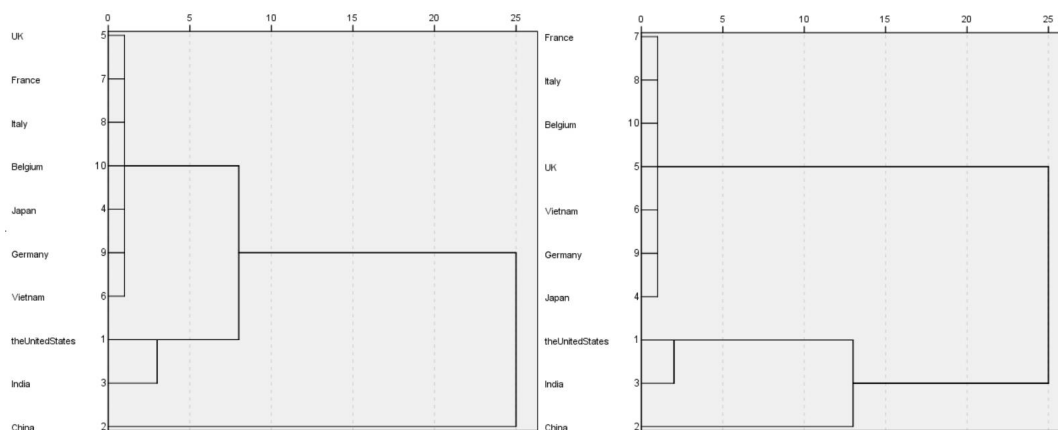 0 5 10 15 20 25
UK 5
France 7
Italy 8
Belgium 10
Japan 4
Germany 9
Vietnam 6
theUnitedStates 1
India 3
China 2
0 5 10 15 20 25
France 7
Italy 8
Belgium 10
UK 5
Vietnam 6
Germany 9
Japan 4
theUnitedStates 1
India 3
China 2